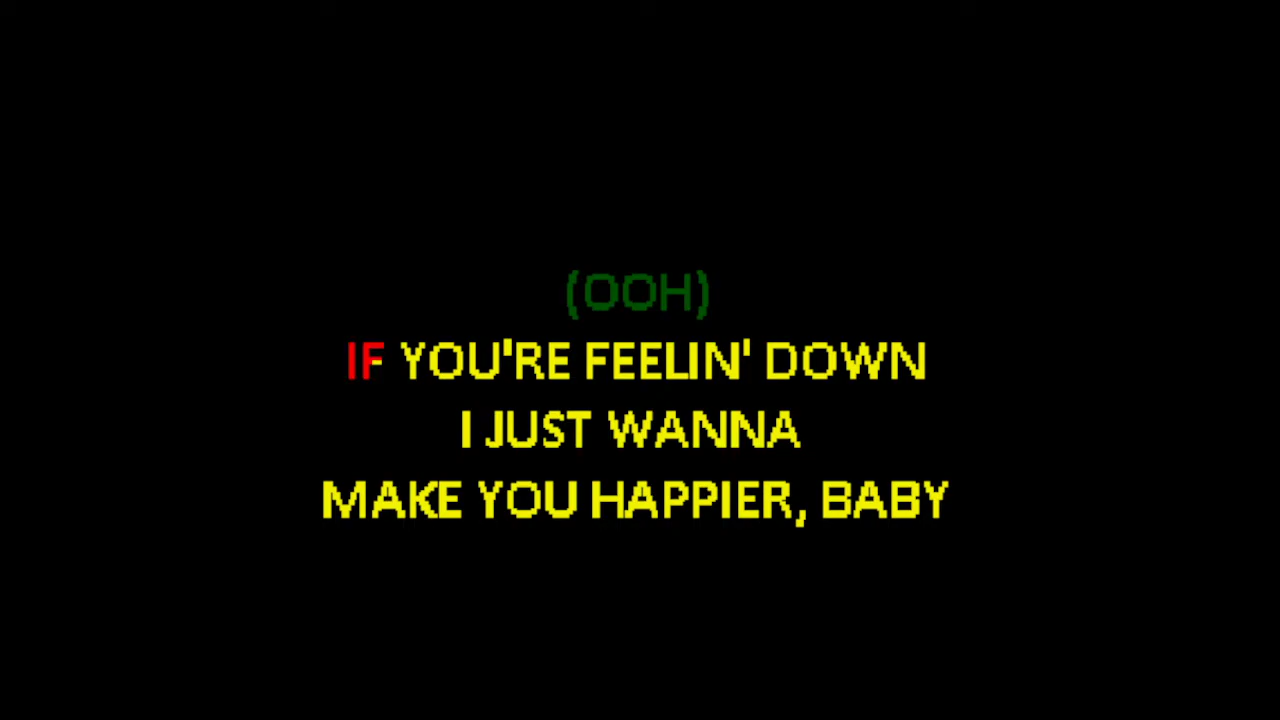 (OOH)
IF YOU'RE FEELIN' DOWN
I JUST WANNA
MAKE YOU HAPPIER, BABY